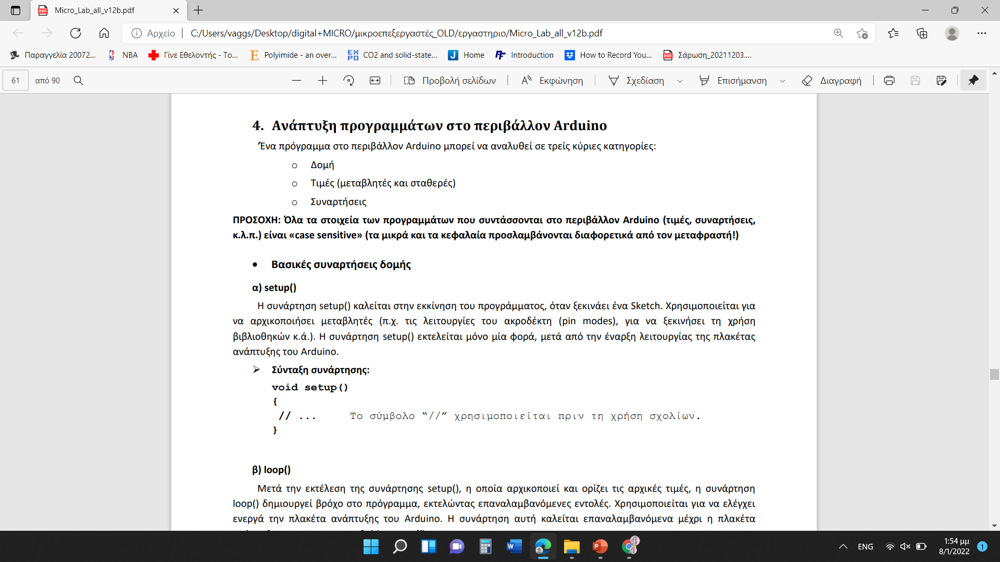 Micro_Lab_all_v12b.pdf
Αρχείο | C:/Users/vaggs/Desktop/digital+MICRO/μικροεπεξεργαστές_OLD/εργαστηριο/Micro_Lab_all_v12b.pdf
Παραγγελία 20072... NBA Γίνε Εθελοντής - Το... Polyimide - an over... CO2 and solid-state... Home Introduction How to Record You... Σάρωση_20211203....
61 από 90 Προβολή σελίδων Εκφώνηση Σχεδίαση Επισήμανση Διαγραφή
4. Ανάπτυξη προγραμμάτων στο περιβάλλον Arduino
Ένα πρόγραμμα στο περιβάλλον Arduino μπορεί να αναλυθεί σε τρείς κύριες κατηγορίες:
o Δομή
o Τιμές (μεταβλητές και σταθερές)
o Συναρτήσεις
ΠΡΟΣΟΧΗ: Όλα τα στοιχεία των προγραμμάτων που συντάσσονται στο περιβάλλον Arduino (τιμές, συναρτήσεις,
κ.λ.π.) είναι «case sensitive» (τα μικρά και τα κεφαλαία προσλαμβάνονται διαφορετικά από τον μεταφραστή!)
• Βασικές συναρτήσεις δομής
α) setup()
Η συνάρτηση setup() καλείται στην εκκίνηση του προγράμματος, όταν ξεκινάει ένα Sketch. Χρησιμοποιείται για
να αρχικοποιήσει μεταβλητές (π.χ. τις λειτουργίες του ακροδέκτη (pin modes), για να ξεκινήσει τη χρήση
βιβλιοθηκών κ.ά.). Η συνάρτηση setup() εκτελείται μόνο μία φορά, μετά από την έναρξη λειτουργίας της πλακέτας
ανάπτυξης του Arduino.
➢ Σύνταξη συνάρτησης:
void setup()
{
// ... Το σύμβολο “//” χρησιμοποιείται πριν τη χρήση σχολίων.
}
β) loop()
Μετά την εκτέλεση της συνάρτησης setup(), η οποία αρχικοποιεί και ορίζει τις αρχικές τιμές, η συνάρτηση
loop() δημιουργεί βρόχο στο πρόγραμμα, εκτελώντας επαναλαμβανόμενες εντολές. Χρησιμοποιείται για να ελέγχει
ενεργά την πλακέτα ανάπτυξης του Arduino. Η συνάρτηση αυτή καλείται επαναλαμβανόμενα μέχρι η πλακέτα
ENG
1:54 μμ
8/1/2022
1